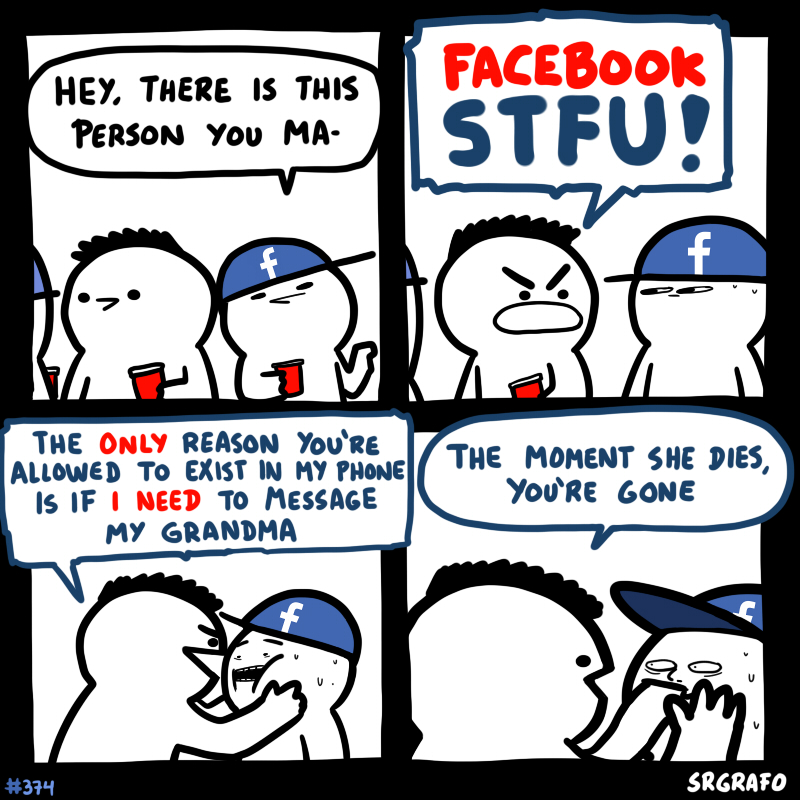 HEY, THERE IS THIS
PERSON YOU MA-
FACEBOOK
STFU!
f
f
THE ONLY REASON YOU'RE
ALLOWED TO EXIST IN MY PHONE
IS IF I NEED TO MESSAGE
MY GRANDMA
THE MOMENT SHE DIES,
YOU'RE GONE
f
f
#374
SRGRAFO